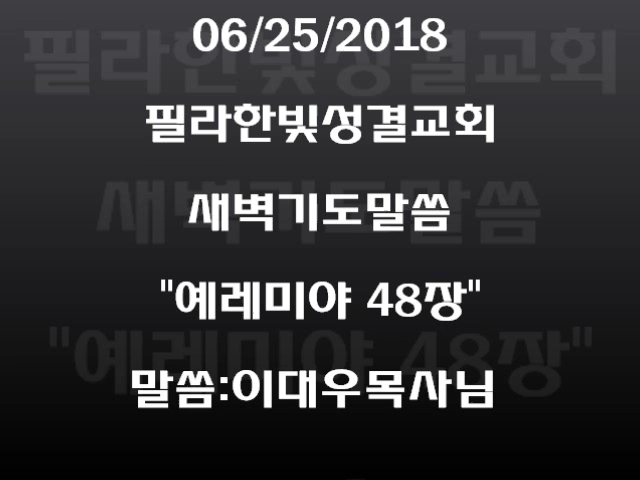 06/25/2018
필라한빛성결교회
새벽기도말씀
"예레미야 48장"
말씀:이대우목사님